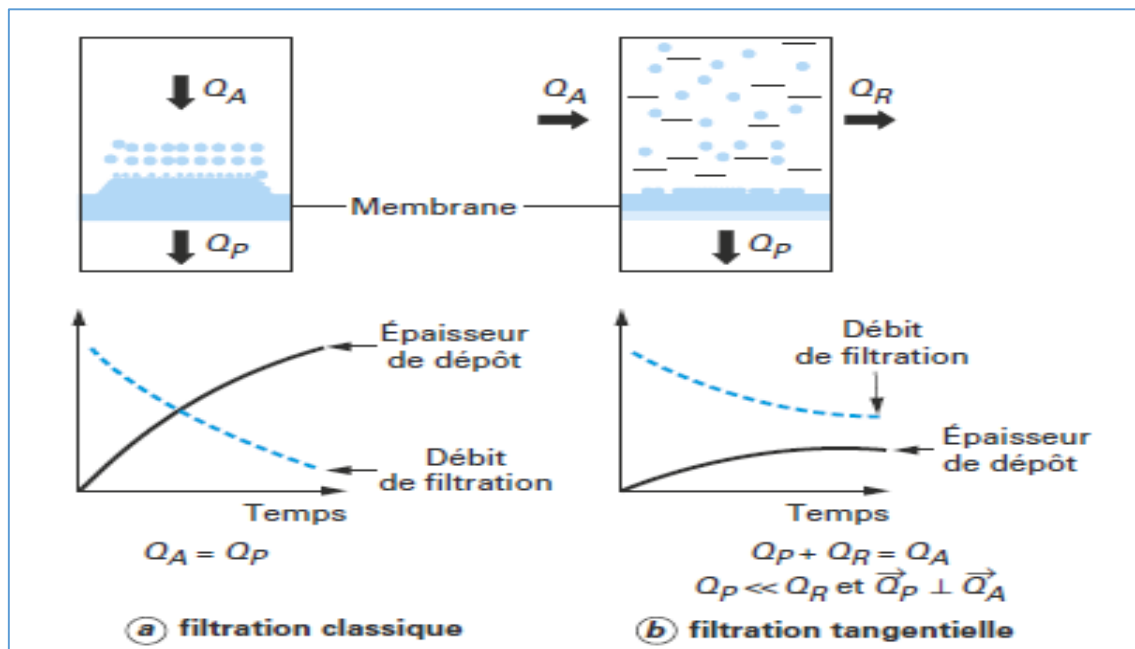 Q_A
Q_P
Membrane
Q_A
Q_R
Q_P
Épaisseur
de dépôt
Débit
de filtration
Temps
Q_A = Q_P
a filtration classique
Débit
de filtration
Épaisseur
de dépôt
Temps
Q_P + Q_R = Q_A
Q_P << Q_R et Q⃗_P ⊥ Q⃗_A
b filtration tangentielle